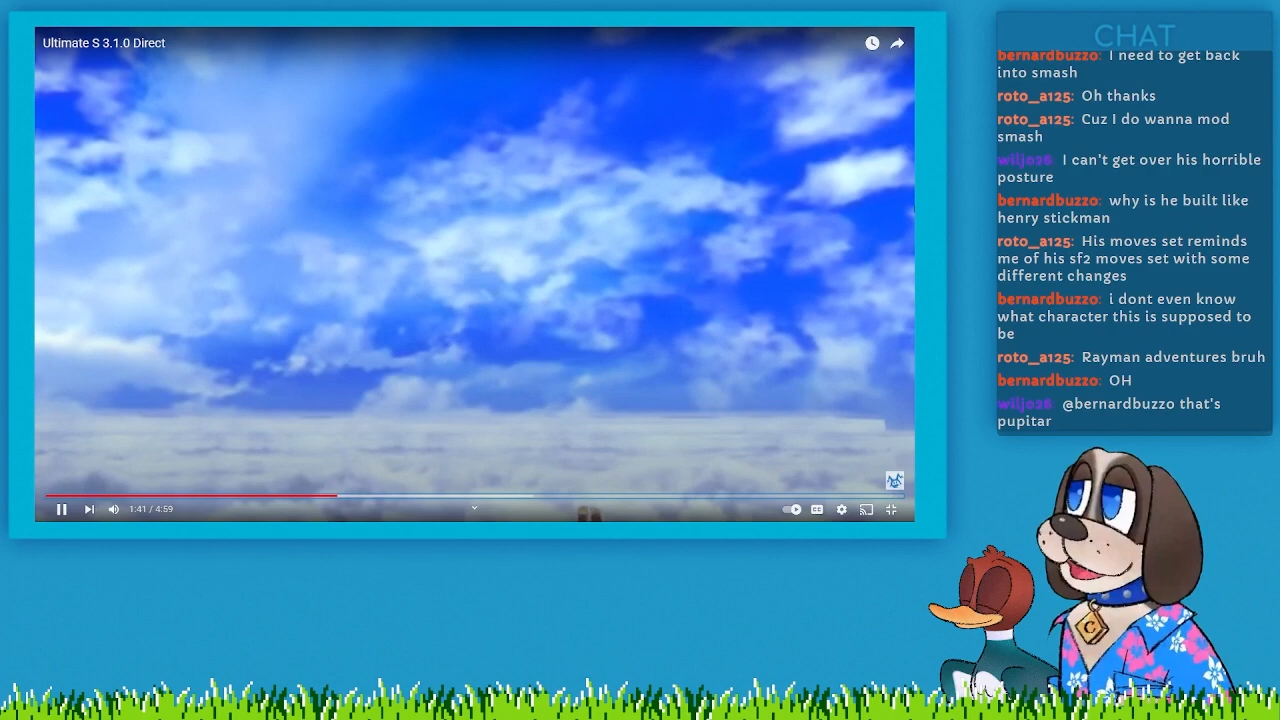 Ultimate S 3.1.0 Direct
1:41 / 4:59
CHAT
bernardbuzzo: I need to get back
into smash
roto_a125: Oh thanks
roto_a125: Cuz I do wanna mod
smash
wiljo28: I can't get over his horrible
posture
bernardbuzzo: why is he built like
henry stickman
roto_a125: His moves set reminds
me of his sf2 moves set with some
different changes
bernardbuzzo: i dont even know
what character this is supposed to
be
roto_a125: Rayman adventures bruh
bernardbuzzo: OH
wiljo28: @bernardbuzzo that's
pupitar
C